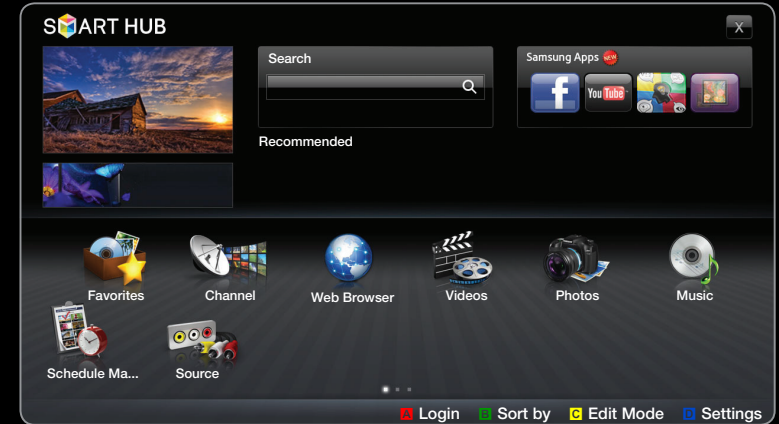 SMART HUB
X
Search
Samsung Apps NEW
You Tube
Recommended
Favorites
Channel
Web Browser
Videos
Photos
Music
Schedule Ma...
Source
A Login B Sort by C Edit Mode D Settings